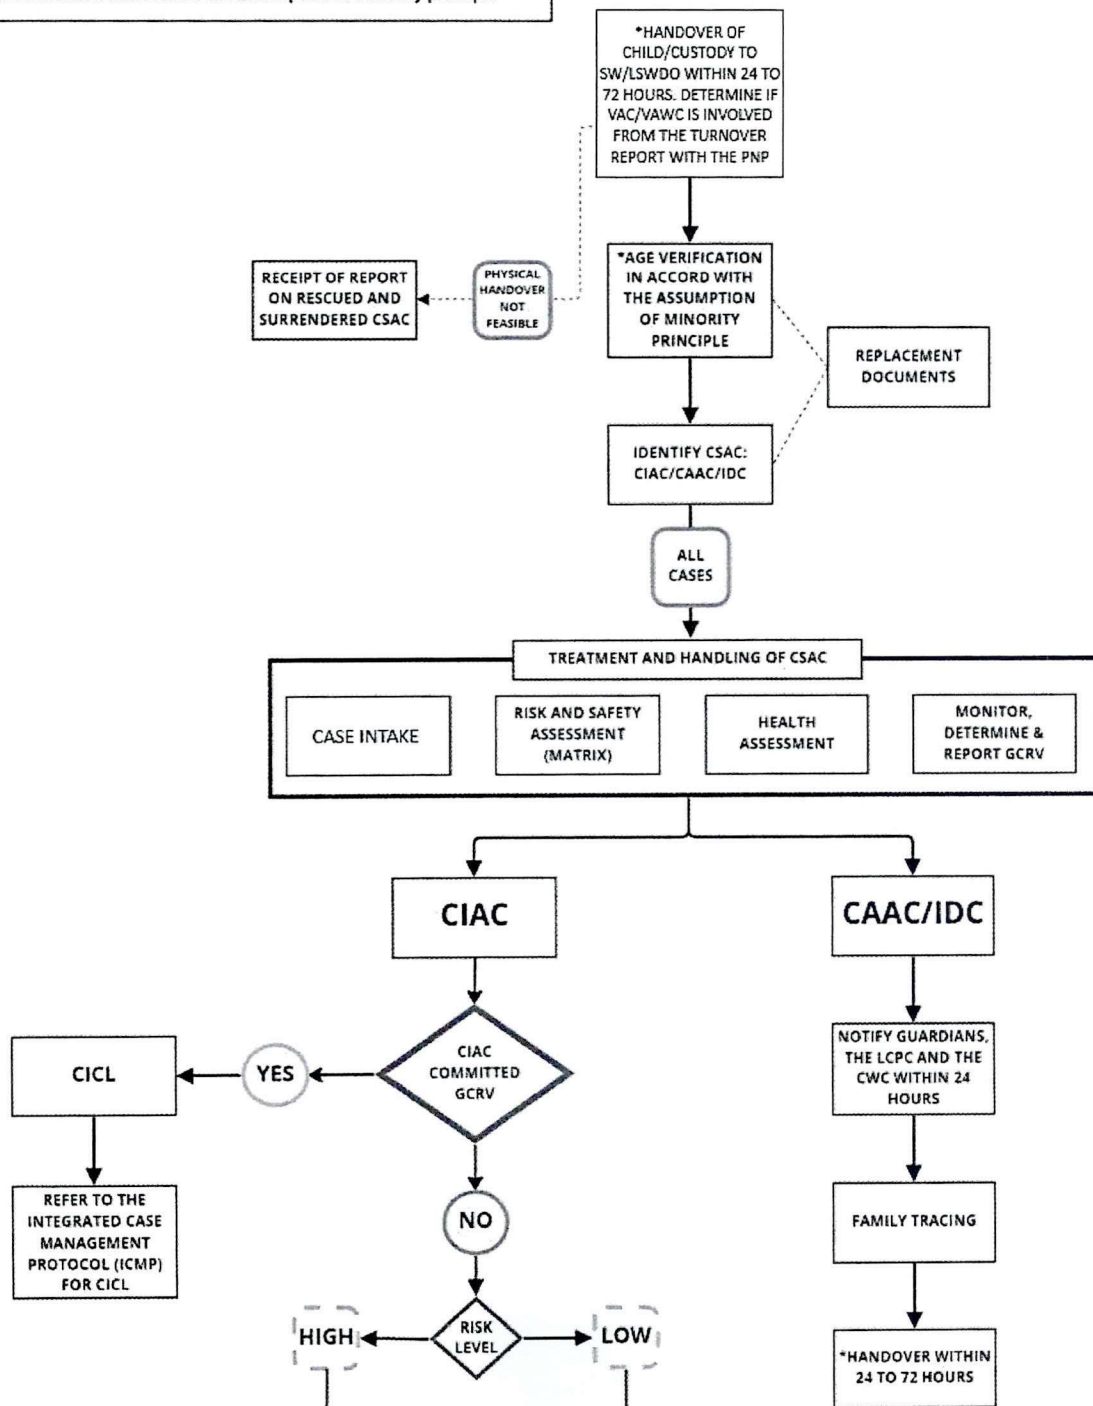 *HANDOVER OF
CHILD/CUSTODY TO
SW/LSWDO WITHIN 24 TO
72 HOURS. DETERMINE IF
VAC/VAWC IS INVOLVED
FROM THE TURNOVER
REPORT WITH THE PNP
RECEIPT OF REPORT
ON RESCUED AND
SURRENDERED CSAC
PHYSICAL
HANDOVER
NOT
FEASIBLE
*AGE VERIFICATION
IN ACCORD WITH
THE ASSUMPTION
OF MINORITY
PRINCIPLE
REPLACEMENT
DOCUMENTS
IDENTIFY CSAC:
CIAC/CAAC/IDC
ALL
CASES
TREATMENT AND HANDLING OF CSAC
CASE INTAKE
RISK AND SAFETY
ASSESSMENT
(MATRIX)
HEALTH
ASSESSMENT
MONITOR,
DETERMINE &
REPORT GCRV
CIAC
CAAC/IDC
CIAC
COMMITTED
GCRV
YES
CICL
REFER TO THE
INTEGRATED CASE
MANAGEMENT
PROTOCOL (ICMP)
FOR CICL
NO
RISK
LEVEL
HIGH
LOW
NOTIFY GUARDIANS,
THE LCPC AND THE
CWC WITHIN 24
HOURS
FAMILY TRACING
*HANDOVER WITHIN
24 TO 72 HOURS